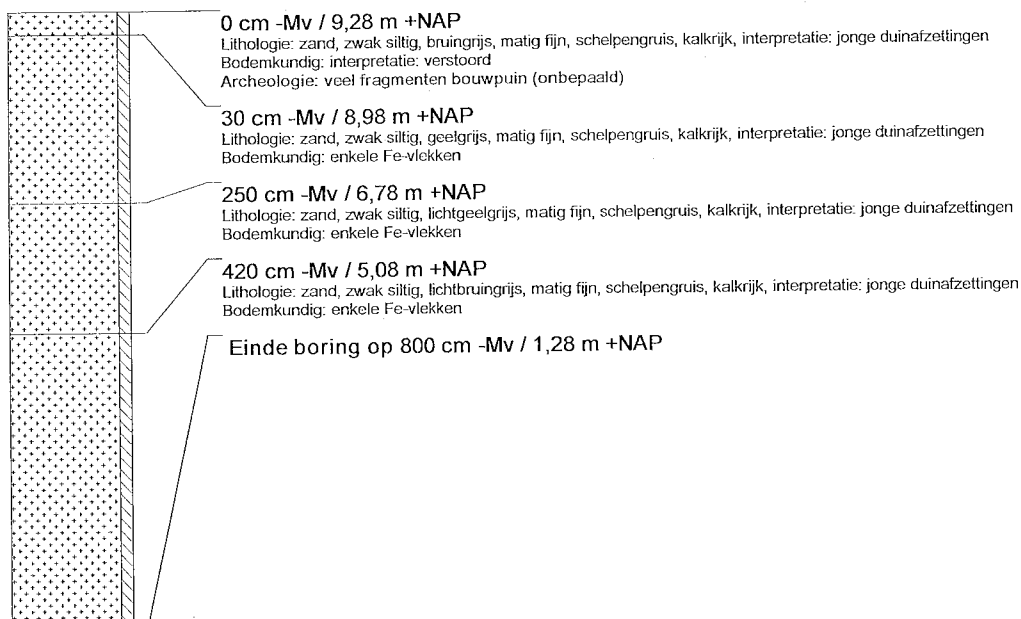 0 cm -Mv / 9,28 m +NAP
Lithologie: zand, zwak siltig, bruingrijs, matig fijn, schelpengruis, kalkrijk, interpretatie: jonge duinafzettingen
Bodemkundig: interpretatie: verstoord
Archeologie: veel fragmenten bouwpuin (onbepaald)
30 cm -Mv / 8,98 m +NAP
Lithologie: zand, zwak siltig, geelgrijs, matig fijn, schelpengruis, kalkrijk, interpretatie: jonge duinafzettingen
Bodemkundig: enkele Fe-vlekken
250 cm -Mv / 6,78 m +NAP
Lithologie: zand, zwak siltig, lichtgeelgrijs, matig fijn, schelpengruis, kalkrijk, interpretatie: jonge duinafzettingen
Bodemkundig: enkele Fe-vlekken
420 cm -Mv / 5,08 m +NAP
Lithologie: zand, zwak siltig, lichtbruingrijs, matig fijn, schelpengruis, kalkrijk, interpretatie: jonge duinafzettingen
Bodemkundig: enkele Fe-vlekken
Einde boring op 800 cm -Mv / 1,28 m +NAP